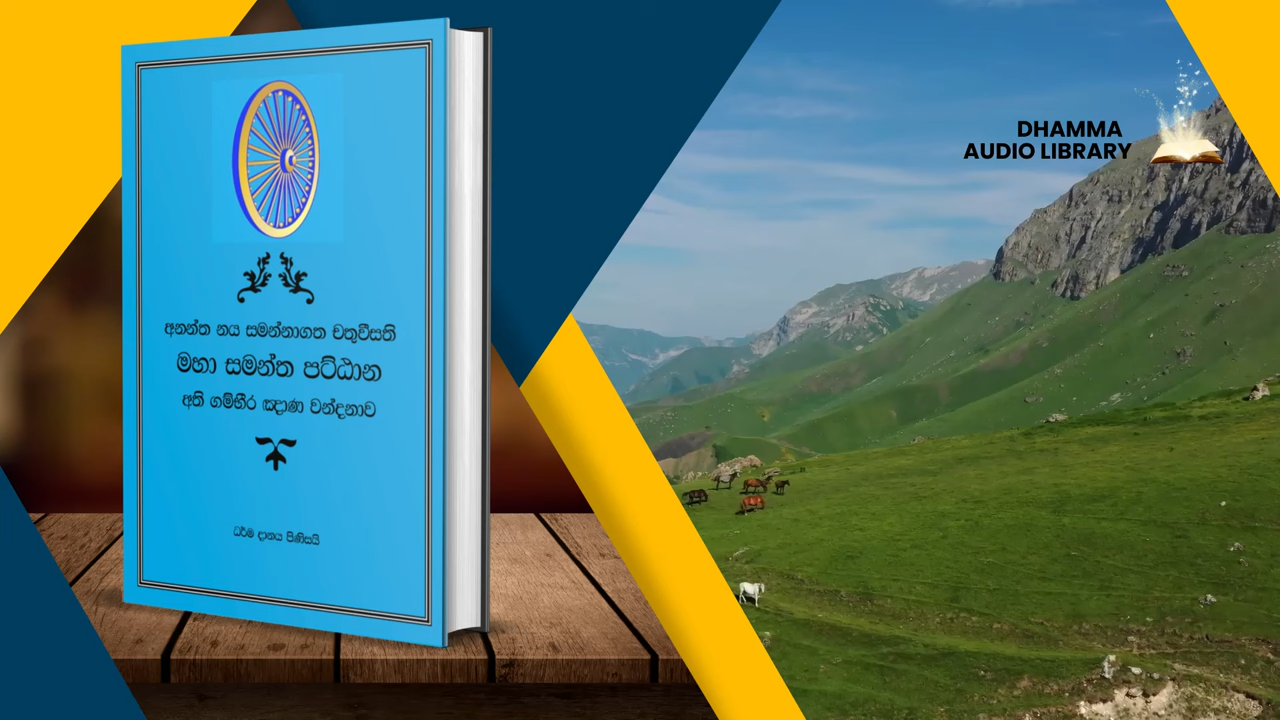 අනන්ත නය සමන්නාගත චතුවීසති
මහා සමන්ත පට්ඨාන
අති ගම්භීර ඤාණ වන්දනාව
ධර්ම දානය පිණිසයි
DHAMMA
AUDIO LIBRARY